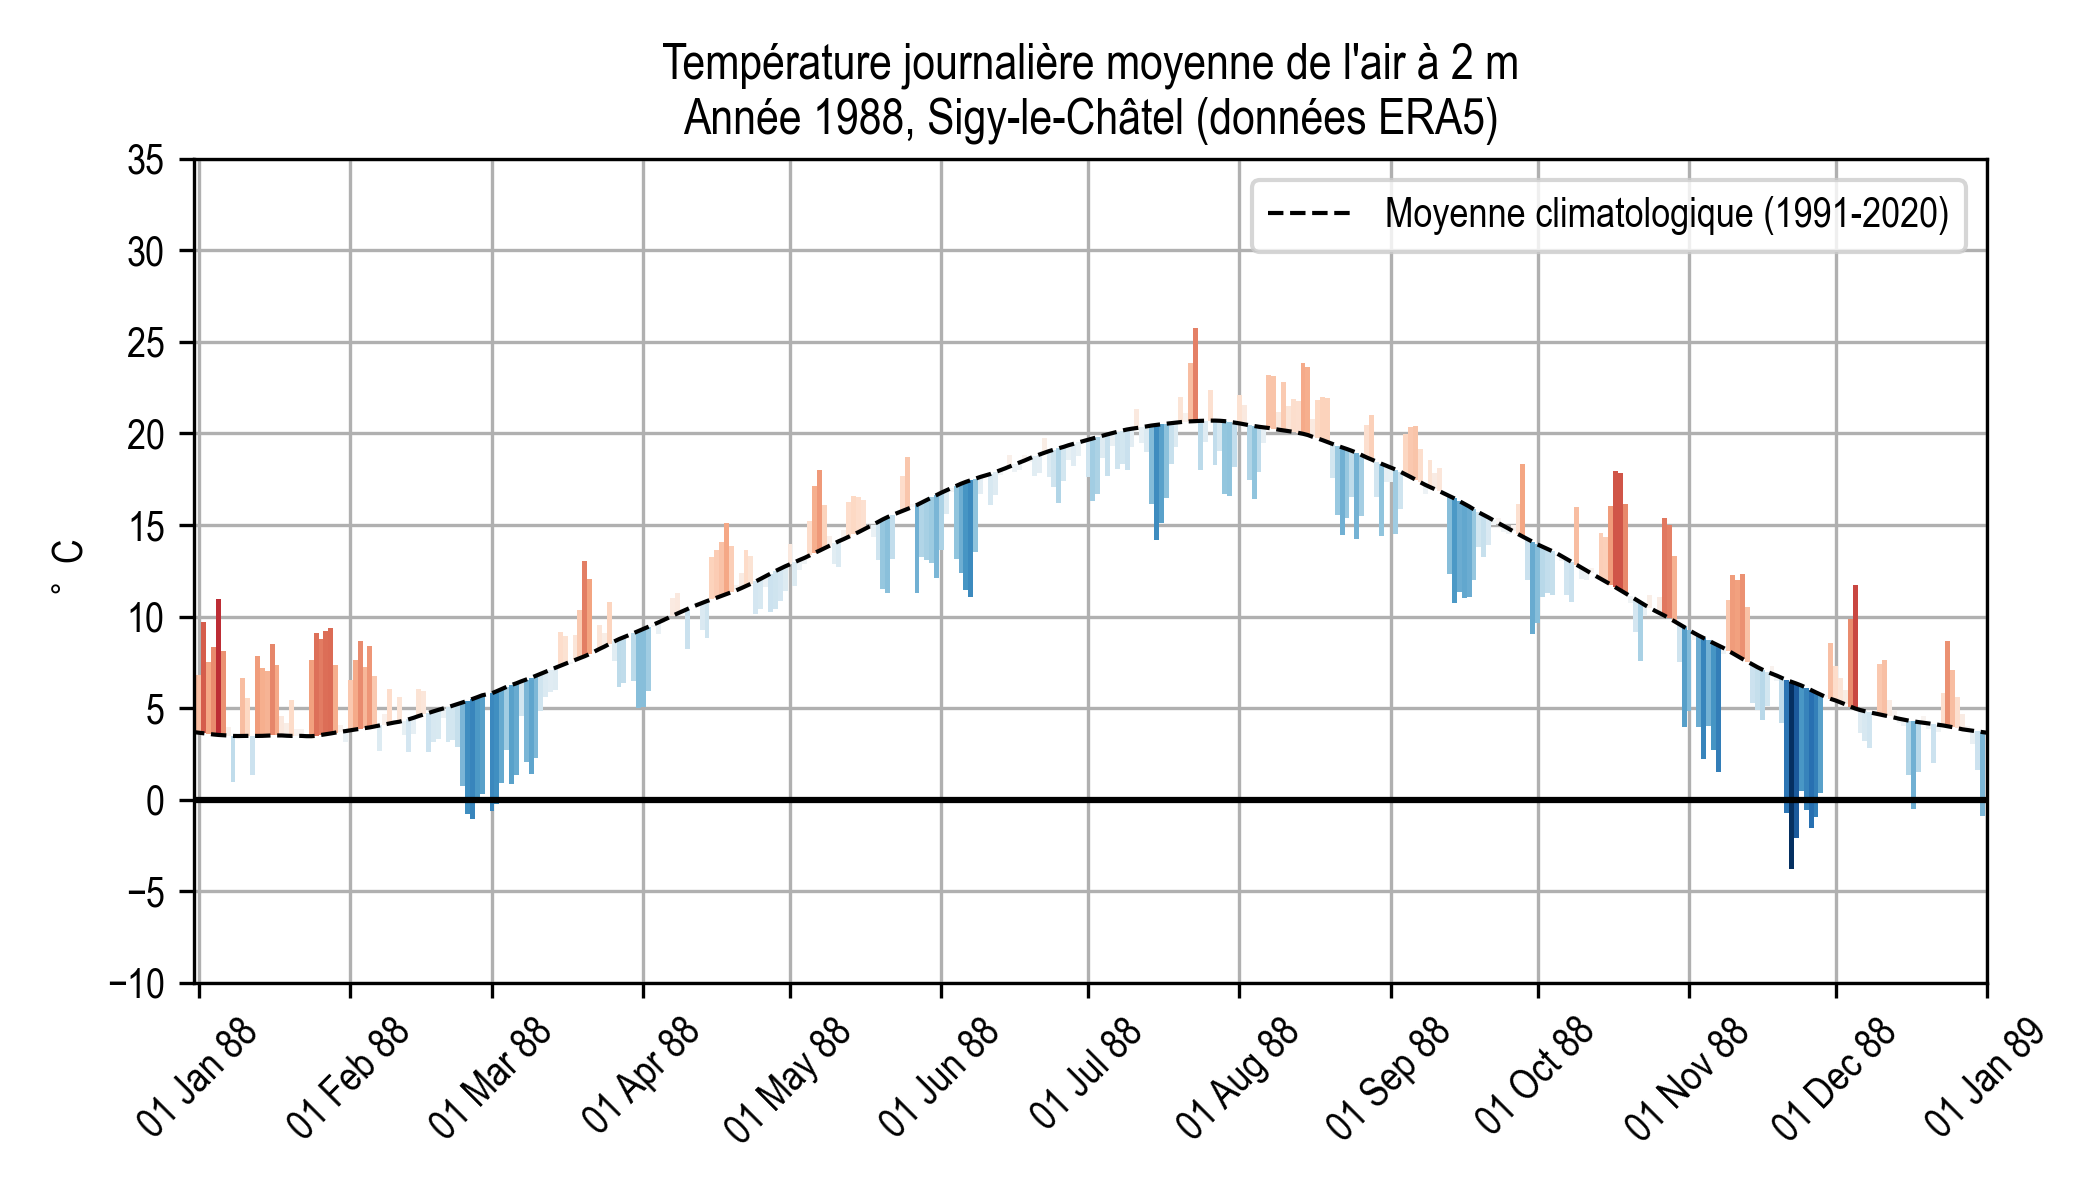 Température journalière moyenne de l'air à 2 m
Année 1988, Sigy-le-Châtel (données ERA5)
Moyenne climatologique (1991-2020)
35
30
25
20
15
10
5
0
−5
−10
° C
01 Jan 88
01 Feb 88
01 Mar 88
01 Apr 88
01 May 88
01 Jun 88
01 Jul 88
01 Aug 88
01 Sep 88
01 Oct 88
01 Nov 88
01 Dec 88
01 Jan 89